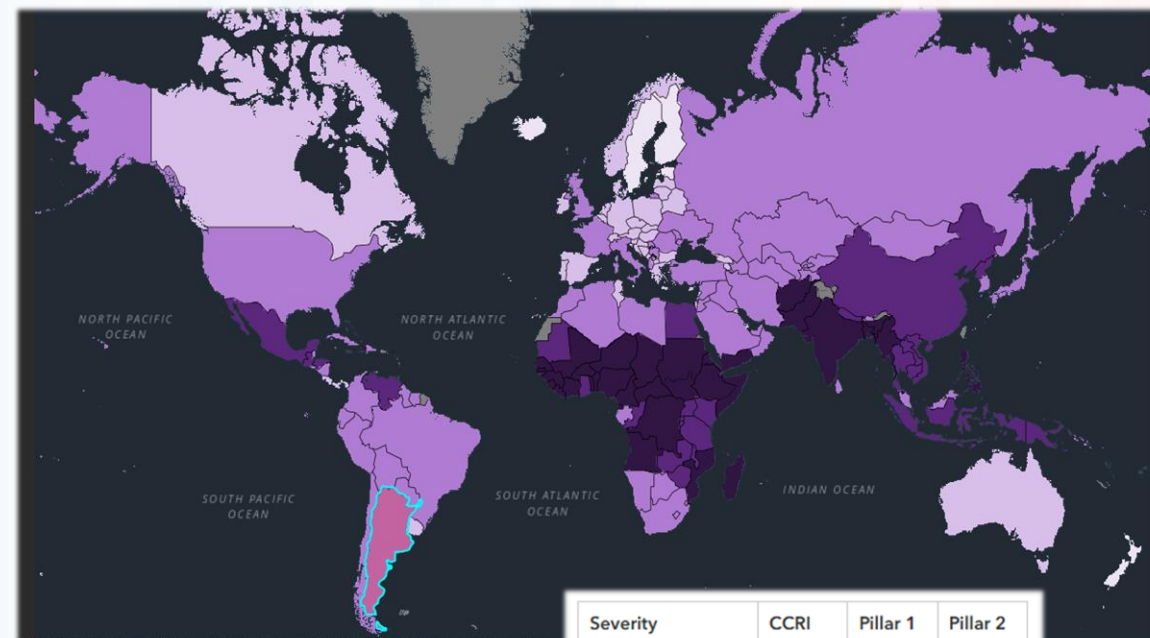 NORTH PACIFIC
OCEAN
NORTH ATLANTIC
OCEAN
SOUTH PACIFIC
OCEAN
SOUTH ATLANTIC
OCEAN
INDIAN OCEAN
Severity CCRI Pillar 1 Pillar 2